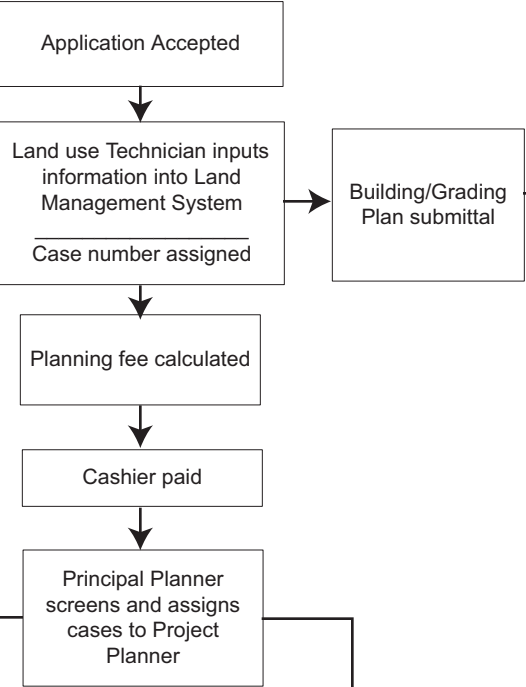 Application Accepted
Land use Technician inputs
information into Land
Management System
Case number assigned
Building/Grading
Plan submittal
Planning fee calculated
Cashier paid
Principal Planner
screens and assigns
cases to Project
Planner